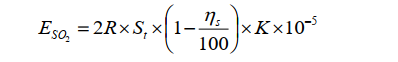 E_{SO_2} = 2R × S_t × (1 − η_s/100) × K × 10^{-5}